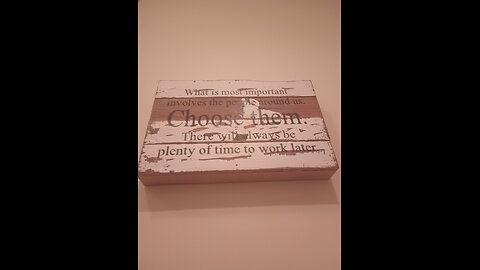 What is most important
involves the people around us.
Choose them.
There will always be
plenty of time to work later.